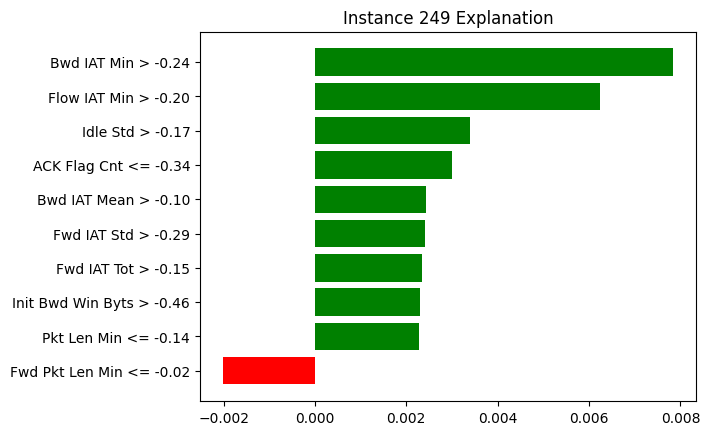 Instance 249 Explanation
Bwd IAT Min > -0.24
Flow IAT Min > -0.20
Idle Std > -0.17
ACK Flag Cnt <= -0.34
Bwd IAT Mean > -0.10
Fwd IAT Std > -0.29
Fwd IAT Tot > -0.15
Init Bwd Win Byts > -0.46
Pkt Len Min <= -0.14
Fwd Pkt Len Min <= -0.02
−0.002 0.000 0.002 0.004 0.006 0.008